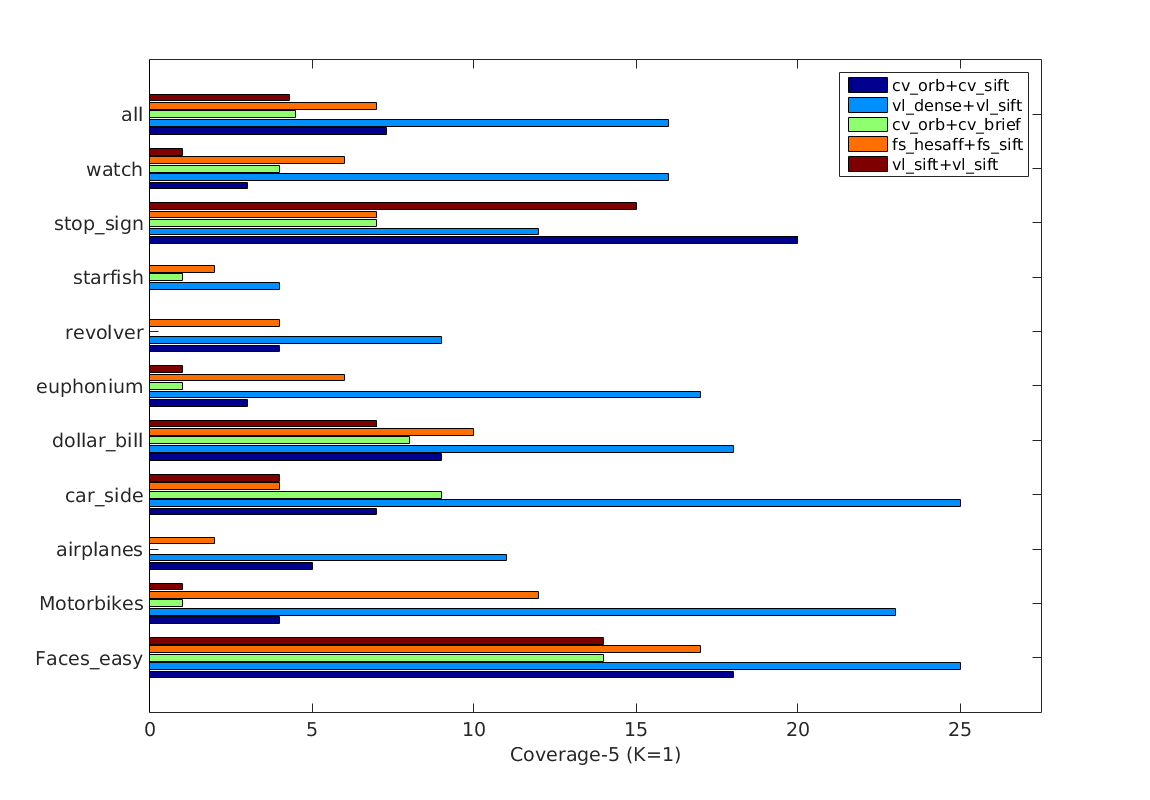 cv_orb+cv_sift
vl_dense+vl_sift
cv_orb+cv_brief
fs_hesaff+fs_sift
vl_sift+vl_sift
all
watch
stop_sign
starfish
revolver
euphonium
dollar_bill
car_side
airplanes
Motorbikes
Faces_easy
0 5 10 15 20 25
Coverage-5 (K=1)